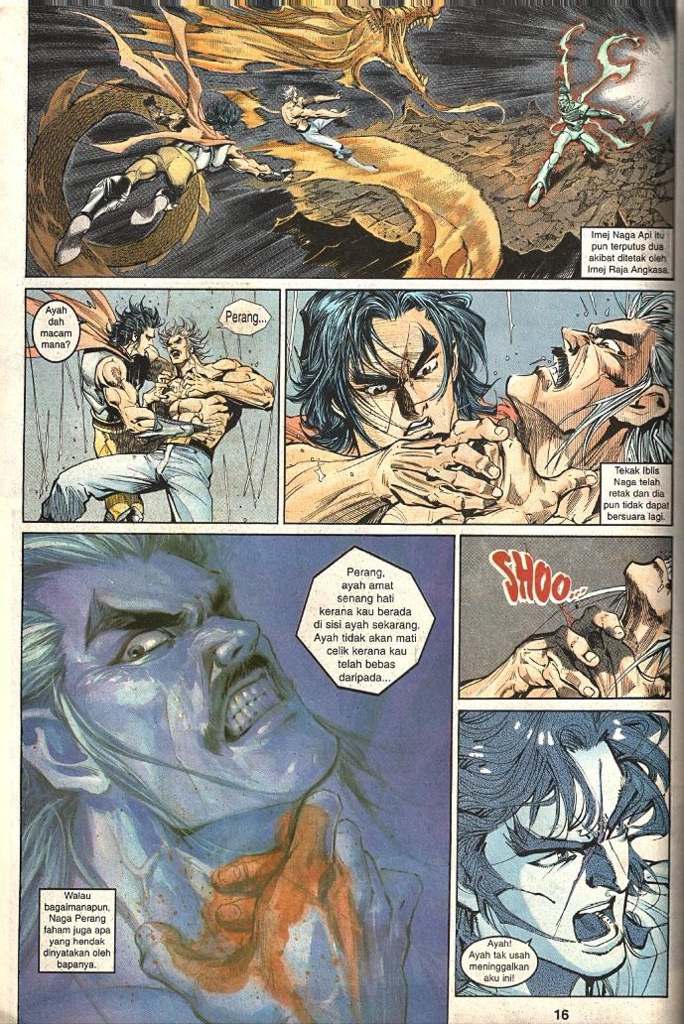 Imej Naga Api itu
pun terputus dua
akibat ditetak oleh
Imej Raja Angkasa.
Ayah
dah
macam
mana?
Perang...
Tekak Iblis
Naga telah
retak dan dia
pun tidak dapat
bersuara lagi.
Perang,
ayah amat
senang hati
kerana kau berada
di sisi ayah sekarang.
Ayah tidak akan mati
celik kerana kau
telah bebas
daripada...
SHOO...
Walau
bagaimanapun,
Naga Perang
faham juga apa
yang hendak
dinyatakan oleh
bapanya.
Ayah!
Ayah tak usah
meninggalkan
aku ini!
16